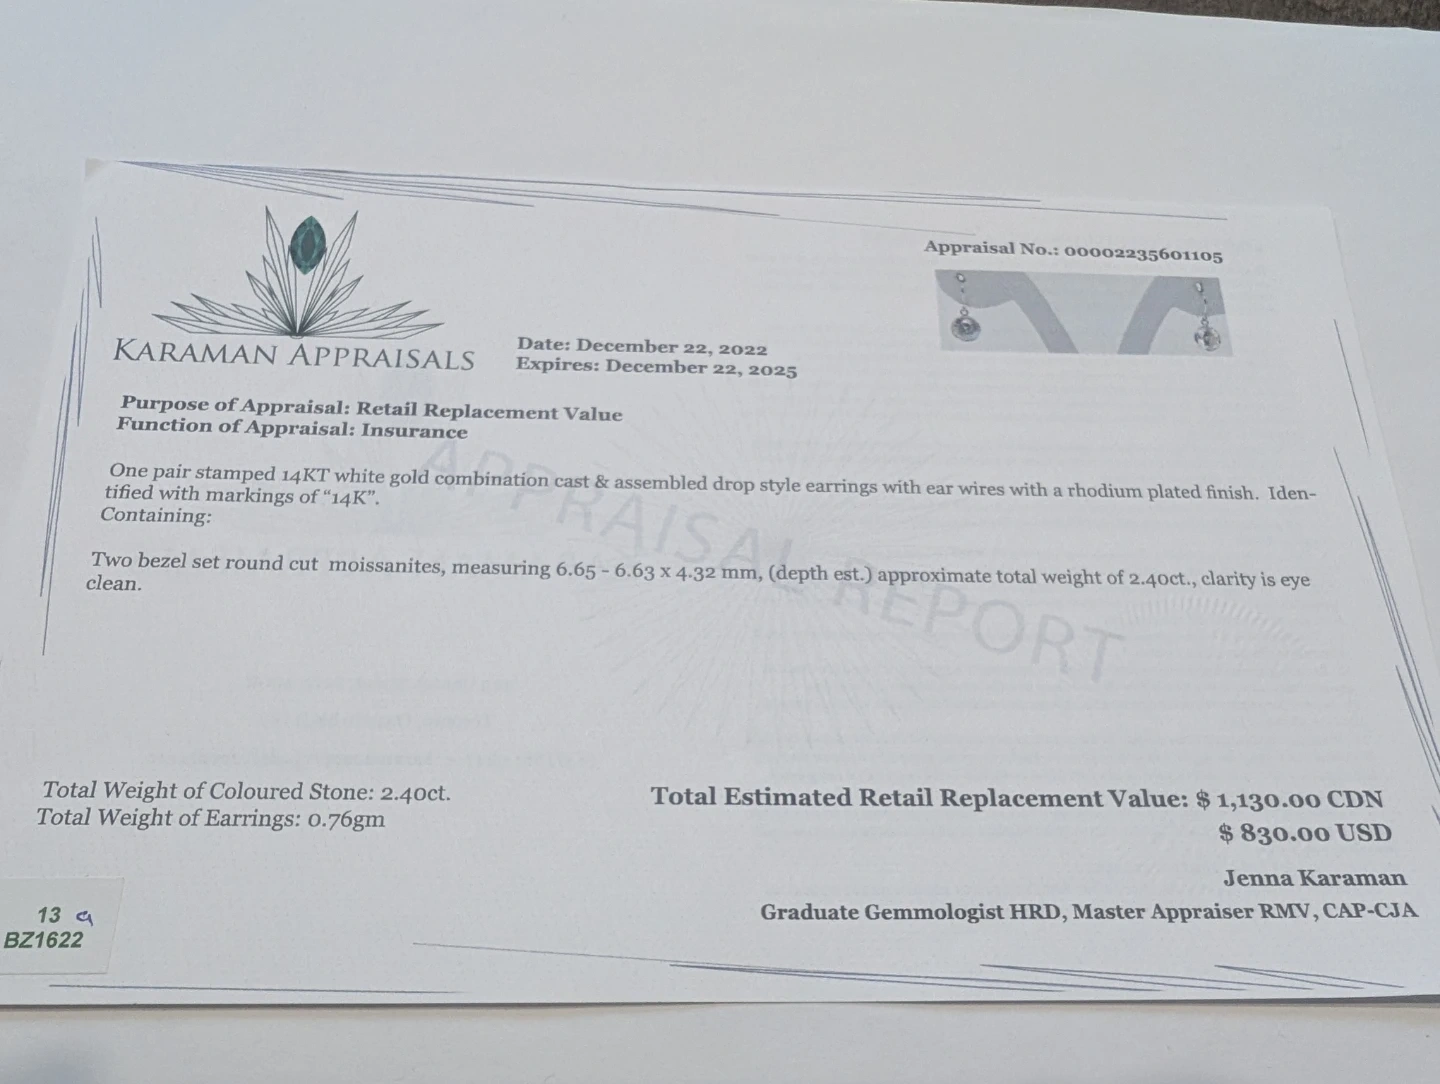 Appraisal No.: 00002235601105
KARAMAN APPRAISALS
Date: December 22, 2022
Expires: December 22, 2025
Purpose of Appraisal: Retail Replacement Value
Function of Appraisal: Insurance
One pair stamped 14KT white gold combination cast & assembled drop style earrings with ear wires with a rhodium plated finish. Iden-
tified with markings of “14K”.
Containing:
Two bezel set round cut moissanites, measuring 6.65 - 6.63 x 4.32 mm, (depth est.) approximate total weight of 2.40ct., clarity is eye
clean.
APPRAISAL REPORT
Total Weight of Coloured Stone: 2.40ct.
Total Weight of Earrings: 0.76gm
Total Estimated Retail Replacement Value: $ 1,130.00 CDN
$ 830.00 USD
Jenna Karaman
Graduate Gemmologist HRD, Master Appraiser RMV, CAP-CJA
13
BZ1622